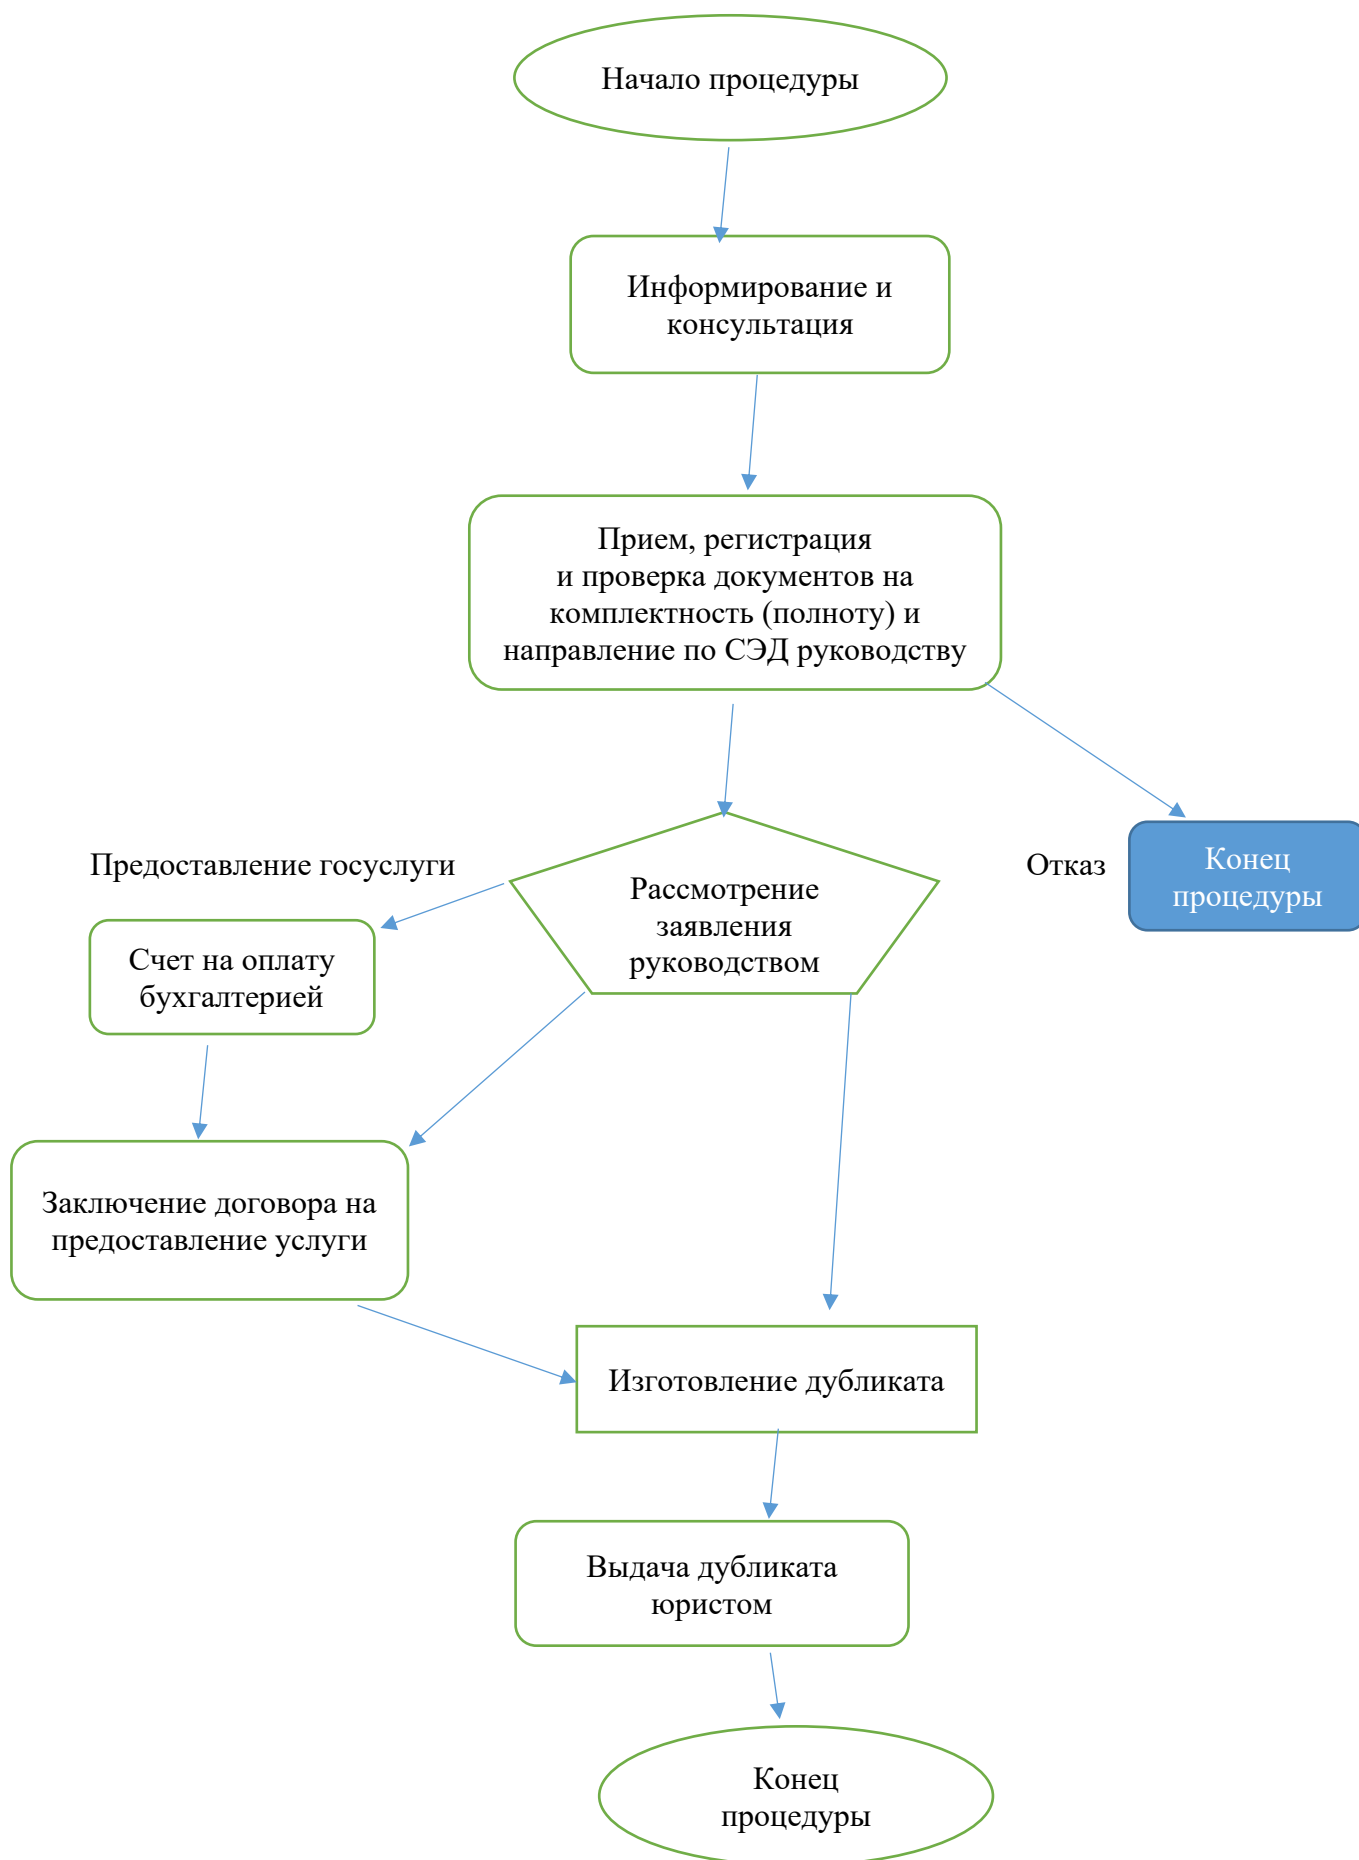 Начало процедуры
Информирование и
консультация
Прием, регистрация
и проверка документов на
комплектность (полноту) и
направление по СЭД руководству
Предоставление госуслуги
Рассмотрение
заявления
руководством
Отказ
Конец
процедуры
Счет на оплату
бухгалтерией
Заключение договора на
предоставление услуги
Изготовление дубликата
Выдача дубликата
юристом
Конец
процедуры